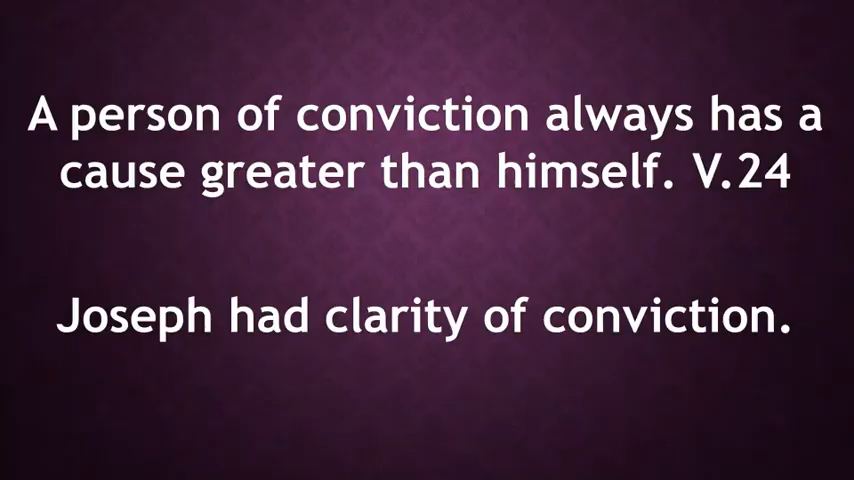 A person of conviction always has a
cause greater than himself. V.24
Joseph had clarity of conviction.